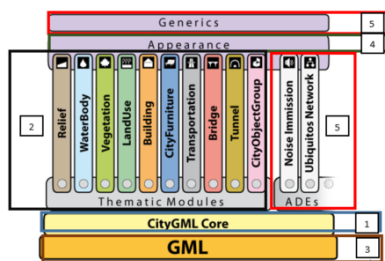 Generics
5
Appearance
4
2
Relief
WaterBody
Vegetation
LandUse
Building
CityFurniture
Transportation
Bridge
Tunnel
CityObjectGroup
Noise Immission
Ubiquitos Network
5
Thematic Modules
ADEs
CityGML Core
1
GML
3